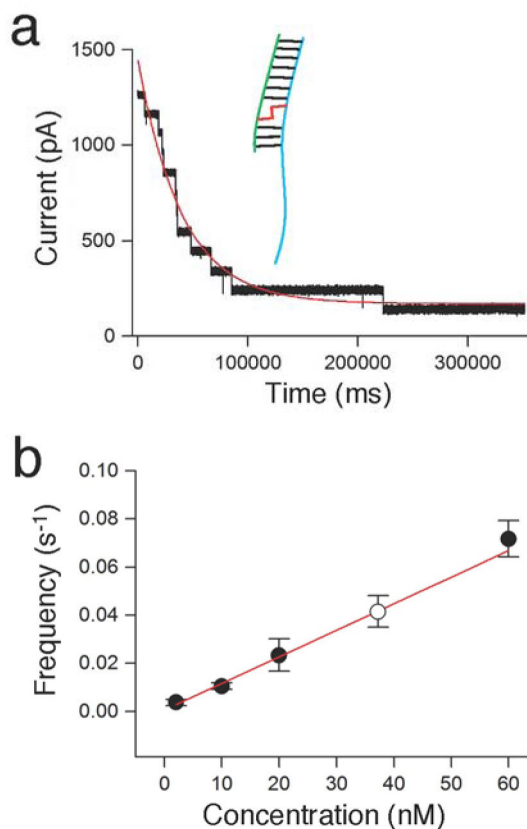 a
1500
1000
500
0
Current (pA)
0 100000 200000 300000
Time (ms)
b
0.10
0.08
0.06
0.04
0.02
0.00
Frequency (s⁻¹)
0 10 20 30 40 50 60
Concentration (nM)